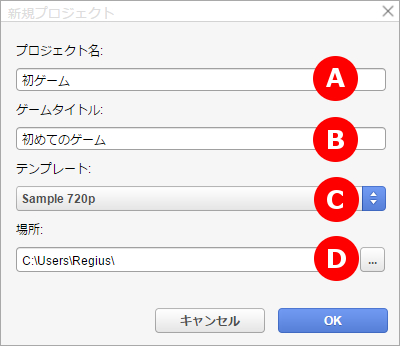 新規プロジェクト
プロジェクト名:
初ゲーム
A
ゲームタイトル:
初めてのゲーム
B
テンプレート:
Sample 720p
C
場所:
C:\Users\Regius\
D
...
キャンセル
OK